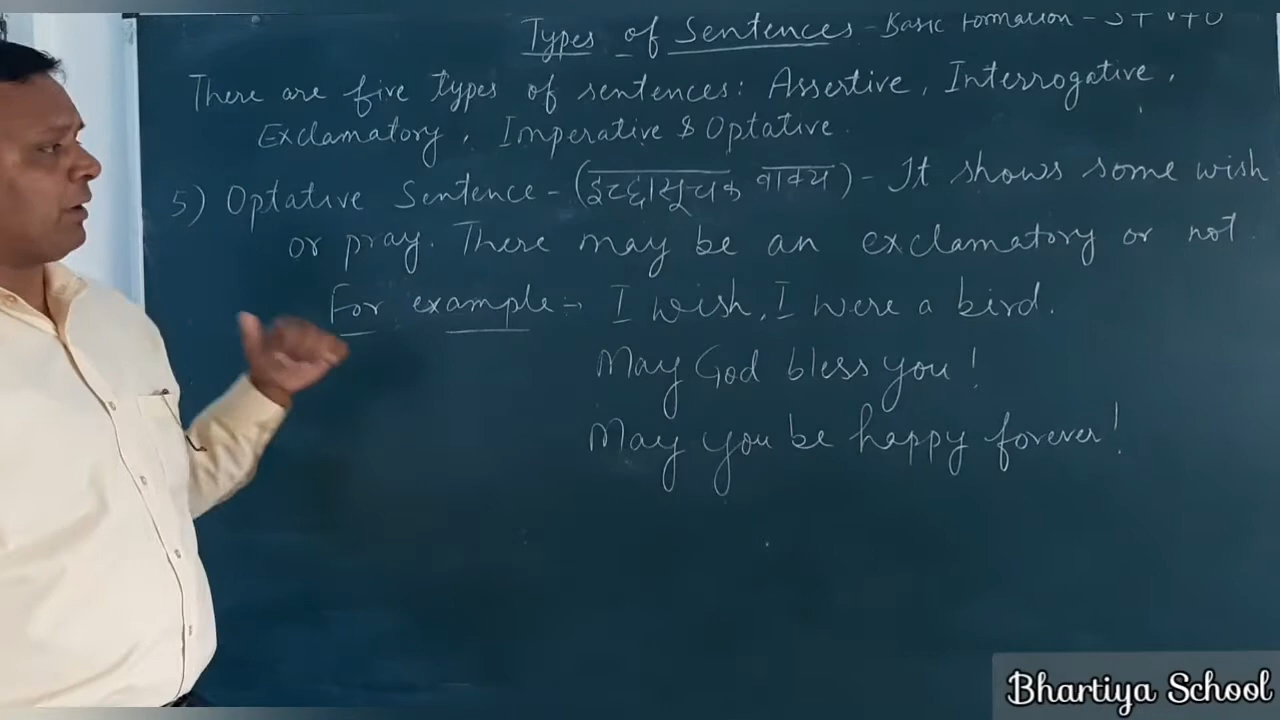 Types of Sentences - Basic Formation - S + V + O
There are five types of sentences: Assertive, Interrogative,
Exclamatory, Imperative & Optative.
5) Optative Sentence - (इच्छासूचक वाक्य) - It shows some wish
or pray. There may be an exclamatory or not.
For example :- I wish, I were a bird.
May God bless you!
May you be happy forever!
Bhartiya School